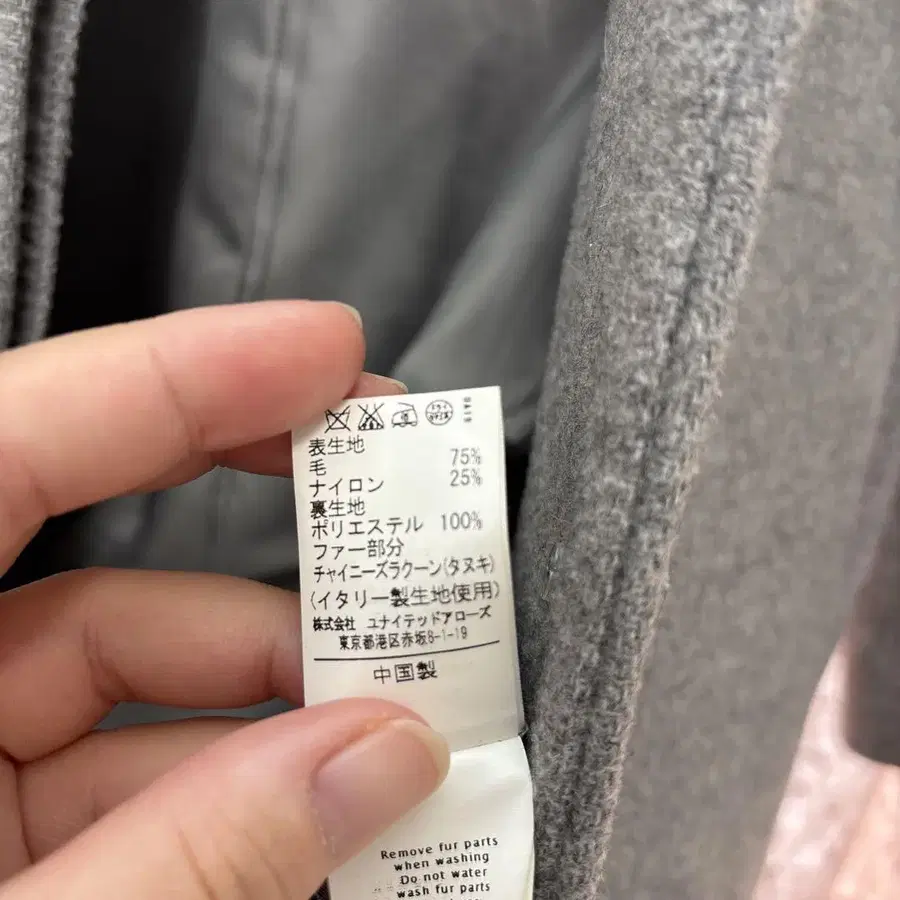 表生地
毛 75%
ナイロン 25%
裏生地
ポリエステル 100%
ファー部分
チャイニーズラクーン(タヌキ)
(イタリー製生地使用)
株式会社 ユナイテッドアローズ
東京都港区赤坂8-1-19
中国製
Remove fur parts
when washing
Do not water
wash fur parts